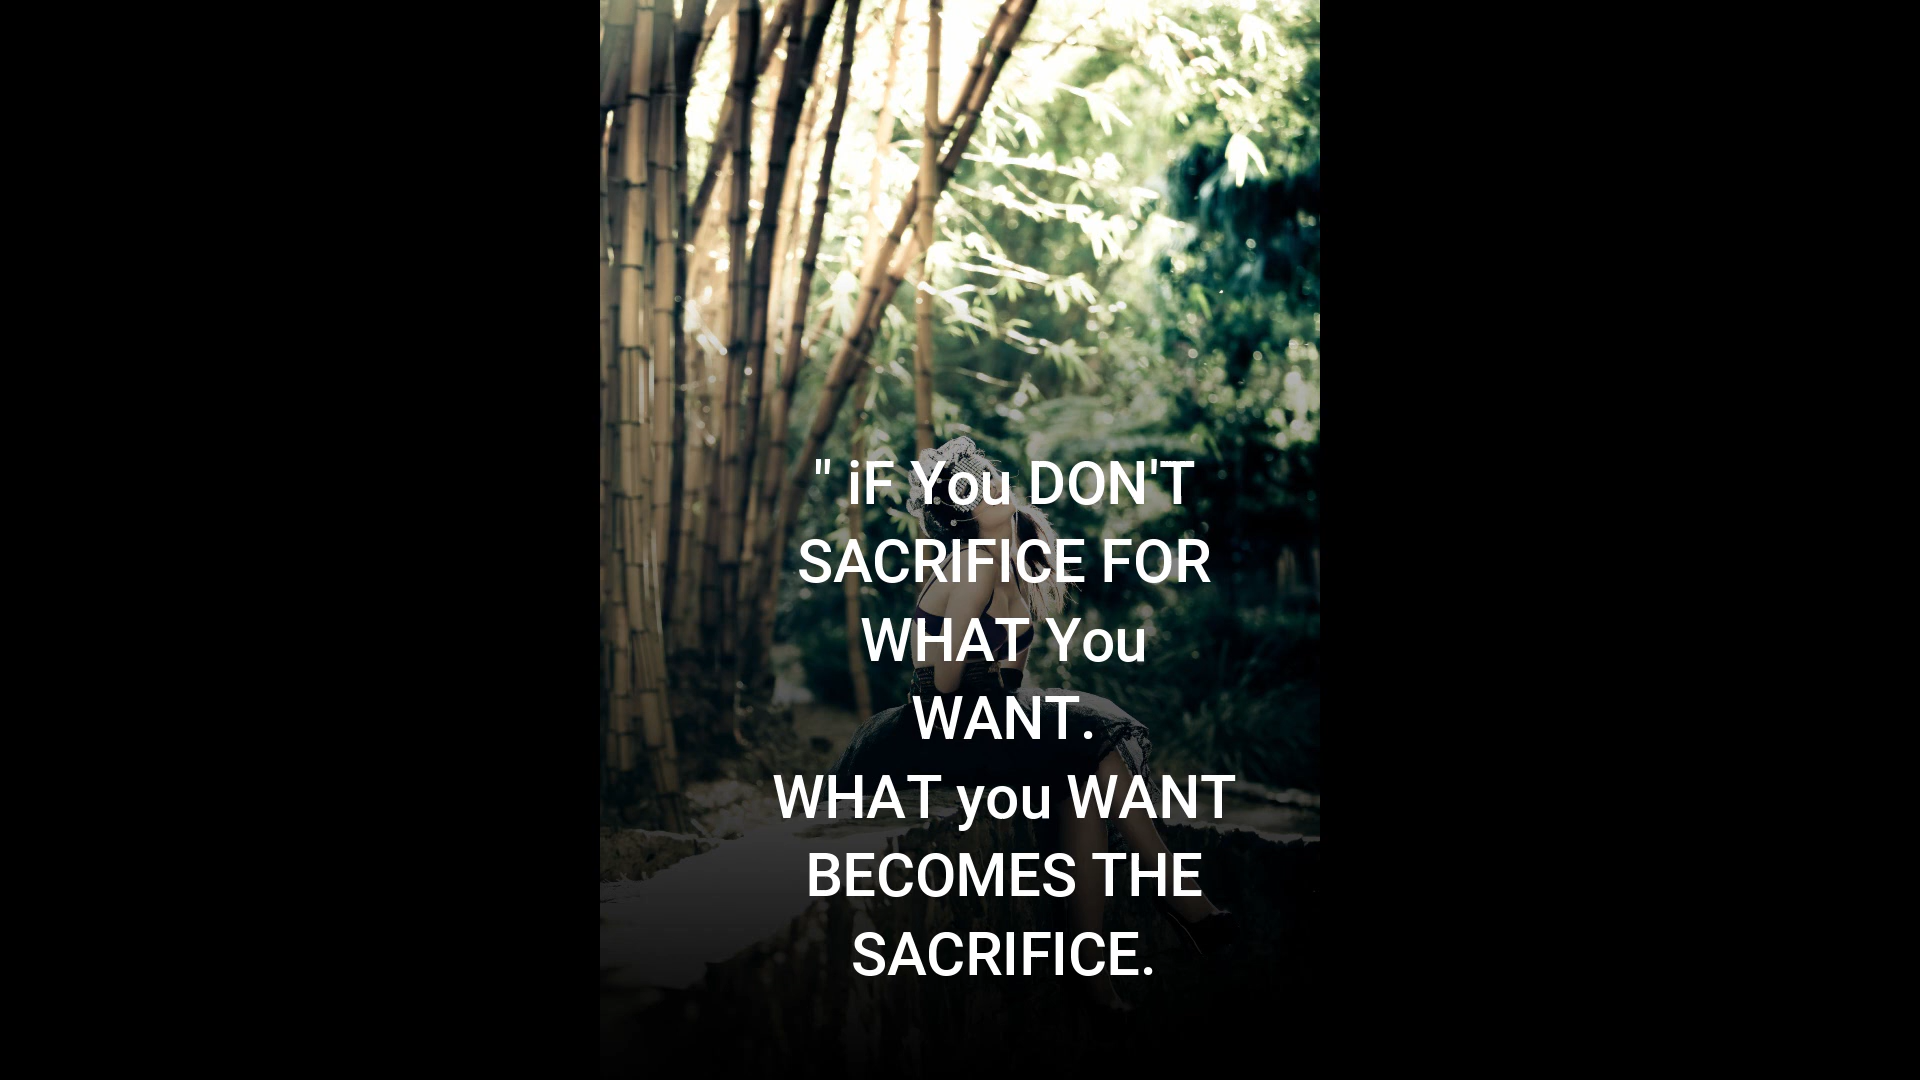 " iF You DON'T
SACRIFICE FOR
WHAT You
WANT.
WHAT you WANT
BECOMES THE
SACRIFICE.